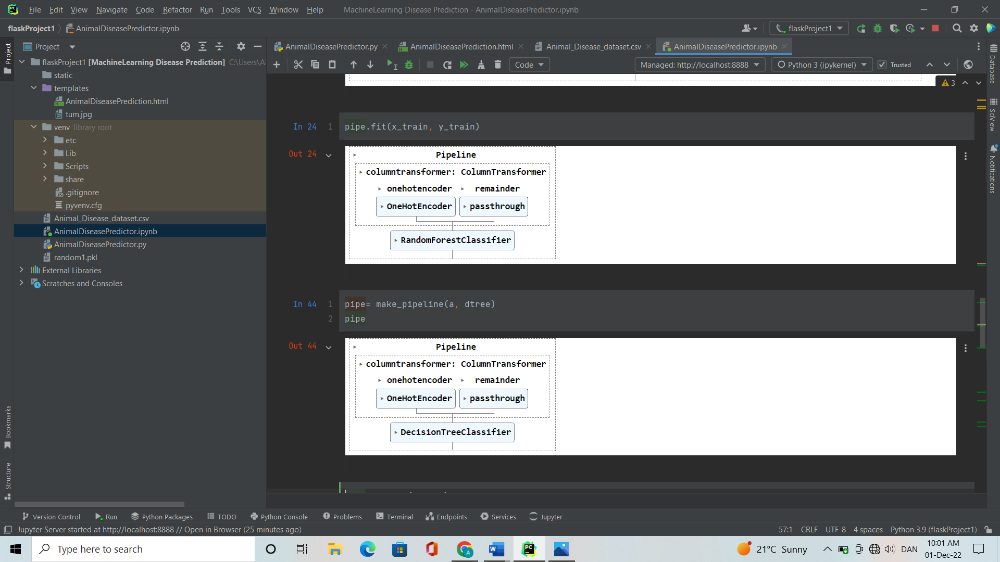 File Edit View Navigate Code Refactor Run Tools VCS Window Help MachineLearning Disease Prediction - AnimalDiseasePredictor.ipynb
flaskProject1 AnimalDiseasePredictor.ipynb flaskProject1
Project
AnimalDiseasePredictor.py AnimalDiseasePrediction.html Animal_Disease_dataset.csv AnimalDiseasePredictor.ipynb
Code Managed: http://localhost:8888 Python 3 (ipykernel) Trusted
3
Project
flaskProject1 [MachineLearning Disease Prediction] C:\Users\Al
static
templates
AnimalDiseasePrediction.html
tum.jpg
venv library root
etc
Lib
Scripts
share
.gitignore
pyvenv.cfg
Animal_Disease_dataset.csv
AnimalDiseasePredictor.ipynb
AnimalDiseasePredictor.py
random1.pkl
External Libraries
Scratches and Consoles
Bookmarks
Structure
In 24 1 pipe.fit(x_train, y_train)
Out 24
Pipeline
columntransformer: ColumnTransformer
onehotencoder remainder
OneHotEncoder passthrough
RandomForestClassifier
In 44 1 pipe= make_pipeline(a, dtree)
2 pipe
Out 44
Pipeline
columntransformer: ColumnTransformer
onehotencoder remainder
OneHotEncoder passthrough
DecisionTreeClassifier
Database
SciView
Notifications
Version Control Run Python Packages TODO Python Console Problems Terminal Endpoints Services Jupyter
Jupyter Server started at http://localhost:8888 // Open in Browser (25 minutes ago) 57:1 CRLF UTF-8 4 spaces Python 3.9 (flaskProject1)
Type here to search 21°C Sunny DAN 10:01 AM
01-Dec-22